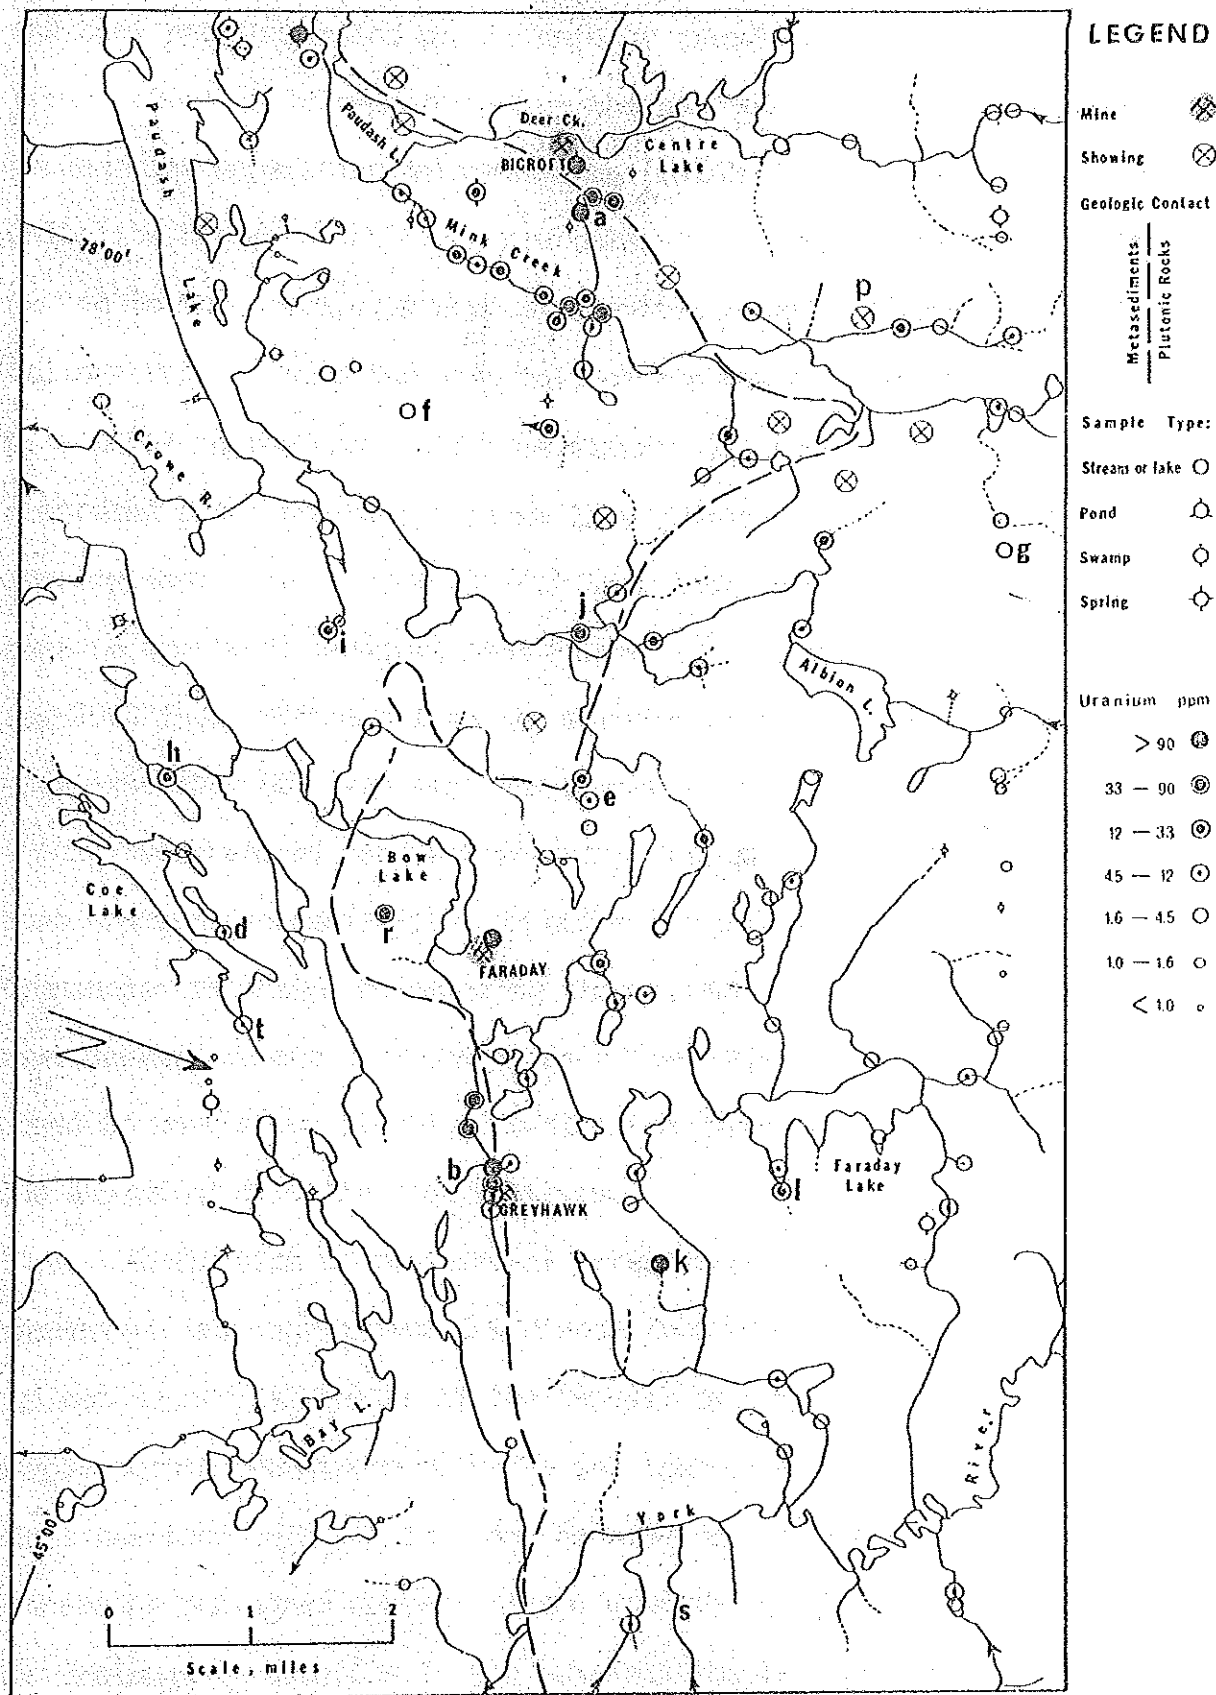 LEGEND
Mine
Showing
Geologic Contact
Metasediments
Plutonic Rocks
Sample Type:
Stream or lake
Pond
Swamp
Spring
Uranium ppm
> 90
33 — 90
12 — 33
4.5 — 12
1.6 — 4.5
1.0 — 1.6
< 1.0
Paudash
Lake
Paudash L.
Deer Ck.
BICROFT
Centre
Lake
a
Mink Creek
78°00'
p
f
Crowe R.
g
i
j
Albion L.
h
e
Bow
Lake
Coe
Lake
d
r
FARADAY
t
N
b
GREYHAWK
Faraday
Lake
l
k
Bay L.
River
York
45°00'
s
0 1 2
Scale, miles